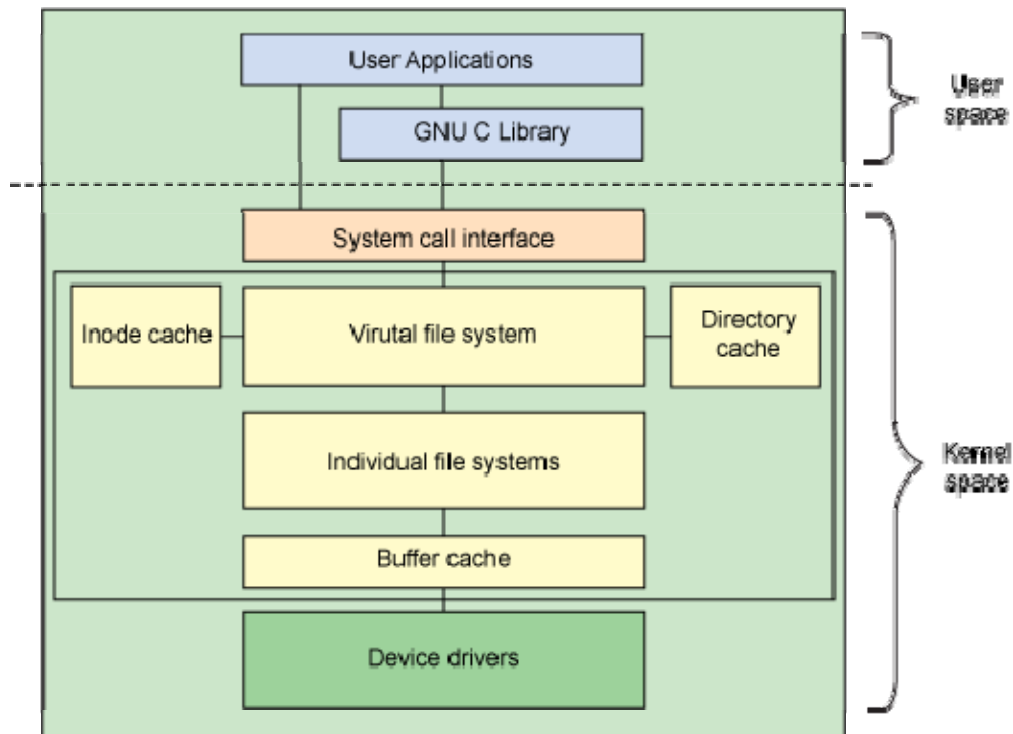 User Applications
GNU C Library
User
space
System call interface
Inode cache
Virutal file system
Directory
cache
Individual file systems
Buffer cache
Device drivers
Kernel
space